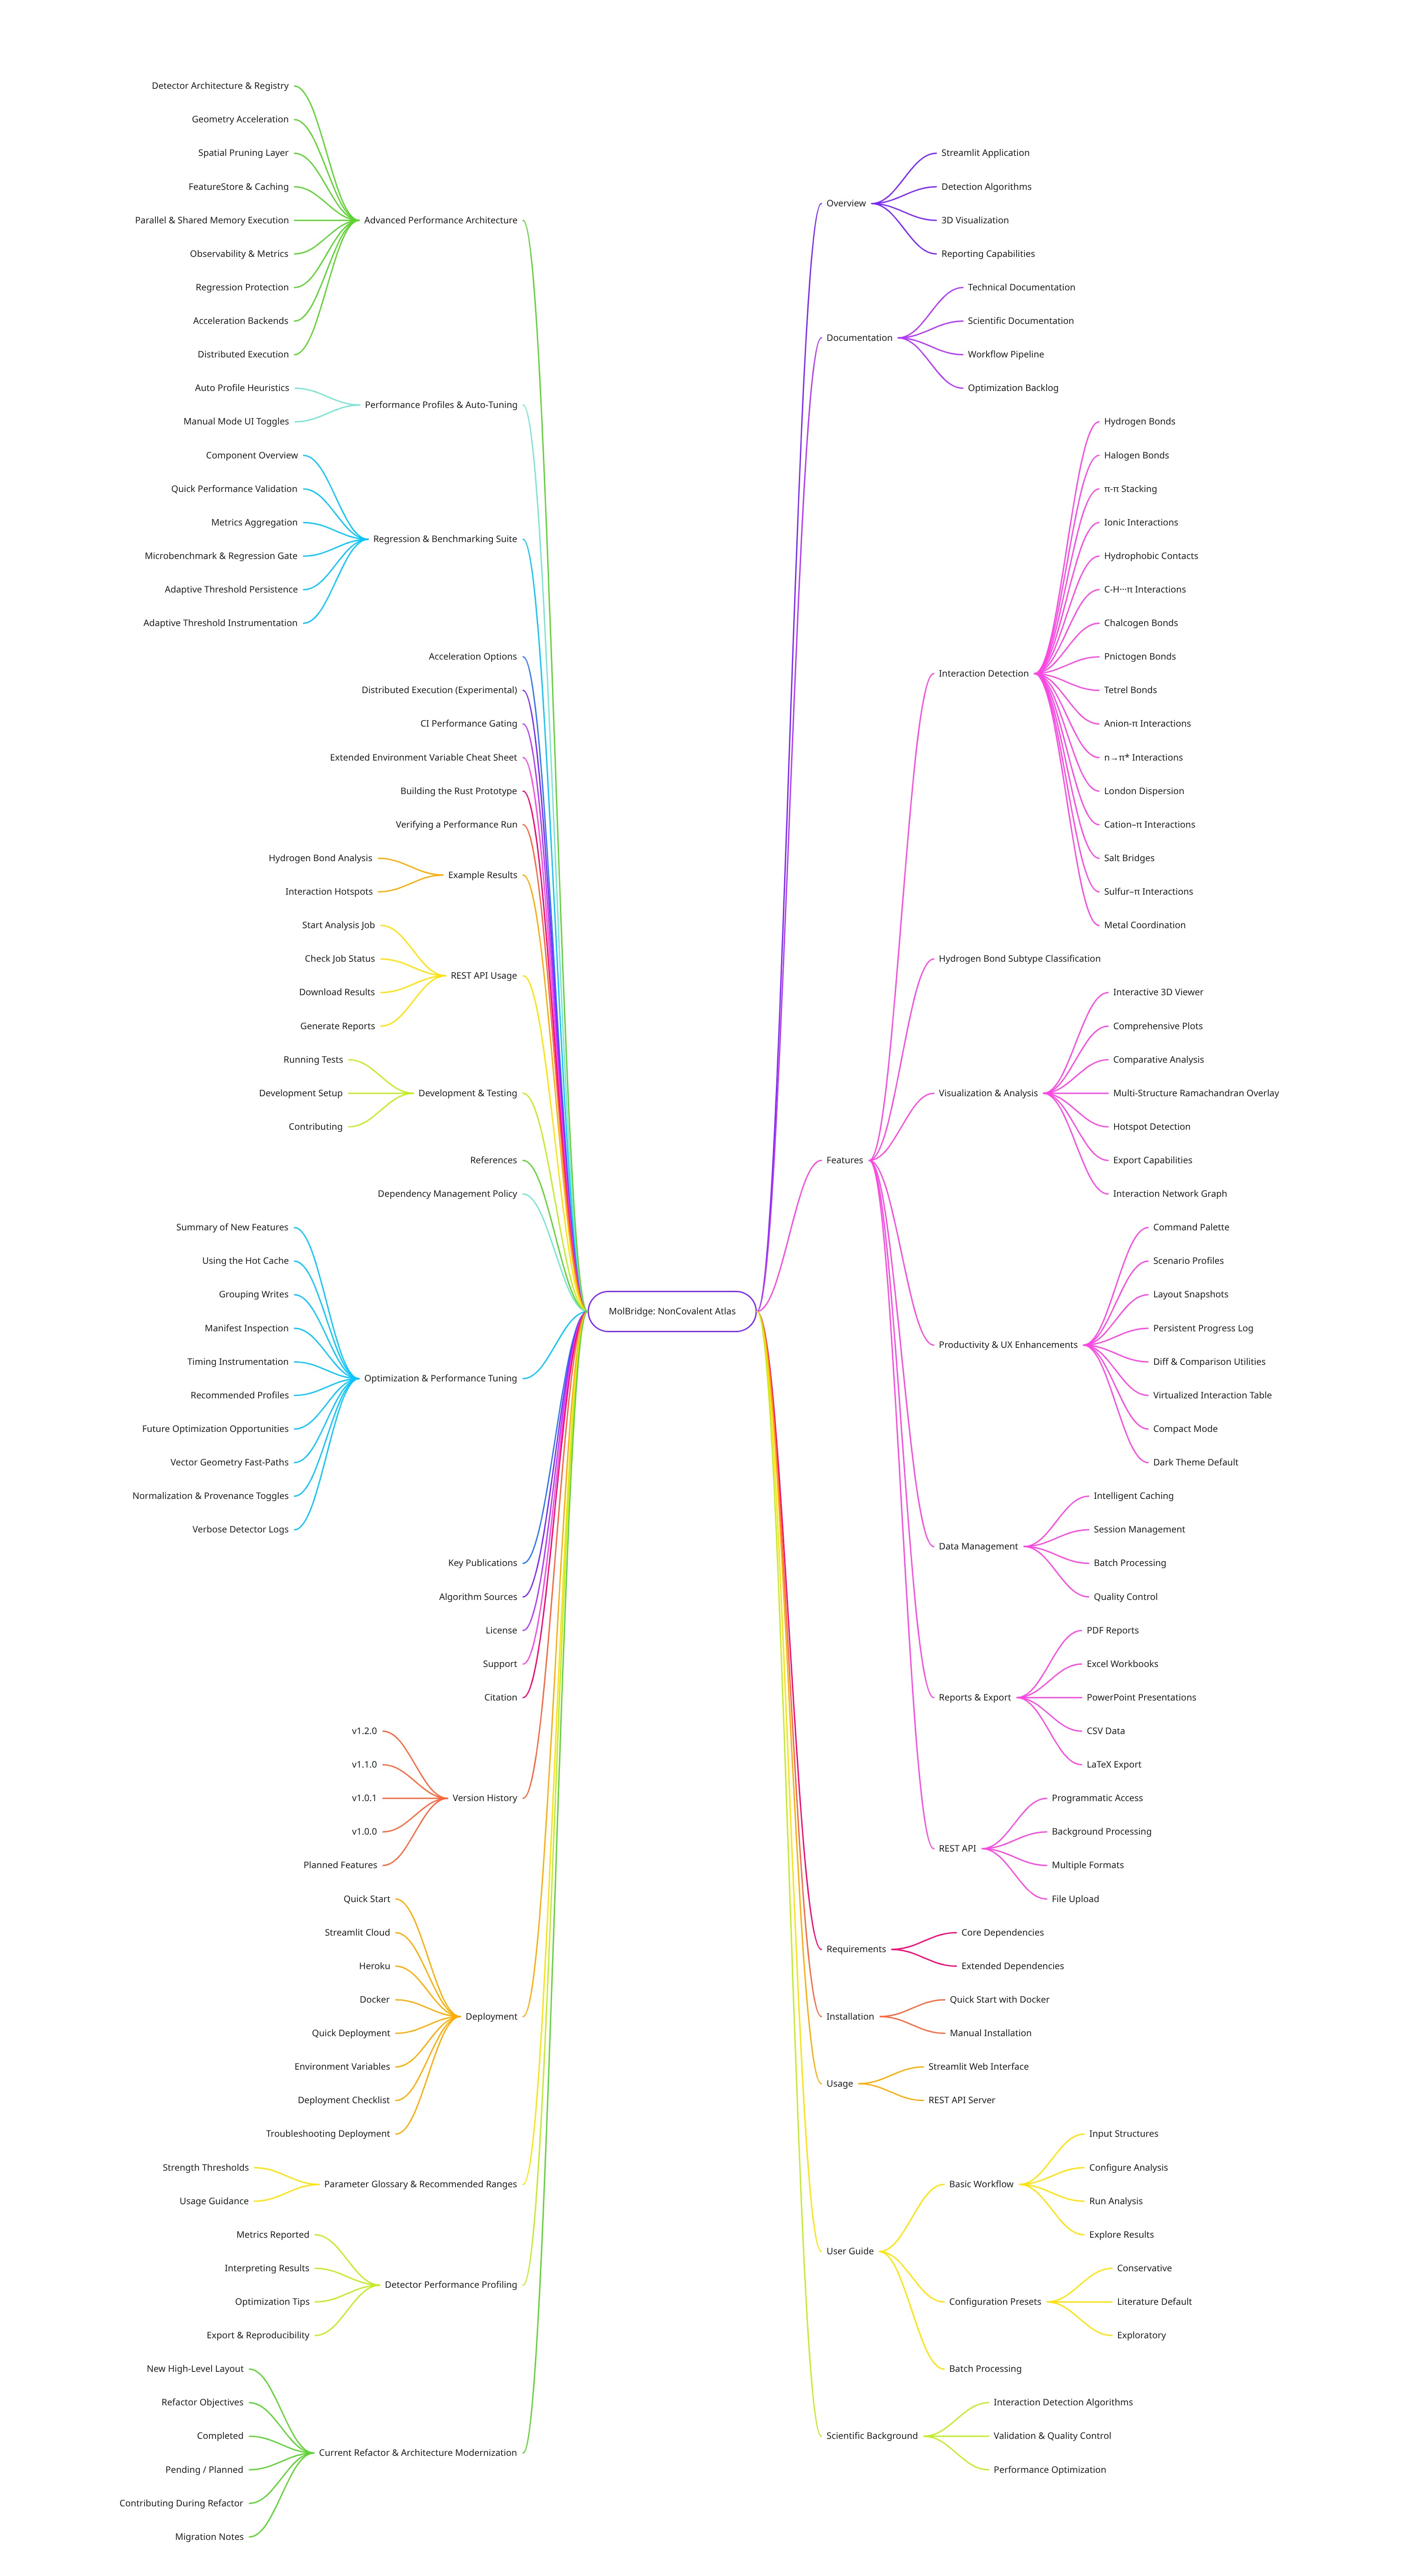 MolBridge: NonCovalent Atlas
Overview
Streamlit Application
Detection Algorithms
3D Visualization
Reporting Capabilities
Documentation
Technical Documentation
Scientific Documentation
Workflow Pipeline
Optimization Backlog
Features
Interaction Detection
Hydrogen Bonds
Halogen Bonds
π-π Stacking
Ionic Interactions
Hydrophobic Contacts
C-H···π Interactions
Chalcogen Bonds
Pnictogen Bonds
Tetrel Bonds
Anion-π Interactions
n→π* Interactions
London Dispersion
Cation–π Interactions
Salt Bridges
Sulfur–π Interactions
Metal Coordination
Hydrogen Bond Subtype Classification
Visualization & Analysis
Interactive 3D Viewer
Comprehensive Plots
Comparative Analysis
Multi-Structure Ramachandran Overlay
Hotspot Detection
Export Capabilities
Interaction Network Graph
Productivity & UX Enhancements
Command Palette
Scenario Profiles
Layout Snapshots
Persistent Progress Log
Diff & Comparison Utilities
Virtualized Interaction Table
Compact Mode
Dark Theme Default
Data Management
Intelligent Caching
Session Management
Batch Processing
Quality Control
Reports & Export
PDF Reports
Excel Workbooks
PowerPoint Presentations
CSV Data
LaTeX Export
REST API
Programmatic Access
Background Processing
Multiple Formats
File Upload
Requirements
Core Dependencies
Extended Dependencies
Installation
Quick Start with Docker
Manual Installation
Usage
Streamlit Web Interface
REST API Server
User Guide
Basic Workflow
Input Structures
Configure Analysis
Run Analysis
Explore Results
Configuration Presets
Conservative
Literature Default
Exploratory
Batch Processing
Scientific Background
Interaction Detection Algorithms
Validation & Quality Control
Performance Optimization
Advanced Performance Architecture
Detector Architecture & Registry
Geometry Acceleration
Spatial Pruning Layer
FeatureStore & Caching
Parallel & Shared Memory Execution
Observability & Metrics
Regression Protection
Acceleration Backends
Distributed Execution
Performance Profiles & Auto-Tuning
Auto Profile Heuristics
Manual Mode UI Toggles
Regression & Benchmarking Suite
Component Overview
Quick Performance Validation
Metrics Aggregation
Microbenchmark & Regression Gate
Adaptive Threshold Persistence
Adaptive Threshold Instrumentation
Acceleration Options
Distributed Execution (Experimental)
CI Performance Gating
Extended Environment Variable Cheat Sheet
Building the Rust Prototype
Verifying a Performance Run
Example Results
Hydrogen Bond Analysis
Interaction Hotspots
REST API Usage
Start Analysis Job
Check Job Status
Download Results
Generate Reports
Development & Testing
Running Tests
Development Setup
Contributing
References
Dependency Management Policy
Optimization & Performance Tuning
Summary of New Features
Using the Hot Cache
Grouping Writes
Manifest Inspection
Timing Instrumentation
Recommended Profiles
Future Optimization Opportunities
Vector Geometry Fast-Paths
Normalization & Provenance Toggles
Verbose Detector Logs
Key Publications
Algorithm Sources
License
Support
Citation
Version History
v1.2.0
v1.1.0
v1.0.1
v1.0.0
Planned Features
Deployment
Quick Start
Streamlit Cloud
Heroku
Docker
Quick Deployment
Environment Variables
Deployment Checklist
Troubleshooting Deployment
Parameter Glossary & Recommended Ranges
Strength Thresholds
Usage Guidance
Detector Performance Profiling
Metrics Reported
Interpreting Results
Optimization Tips
Export & Reproducibility
Current Refactor & Architecture Modernization
New High-Level Layout
Refactor Objectives
Completed
Pending / Planned
Contributing During Refactor
Migration Notes